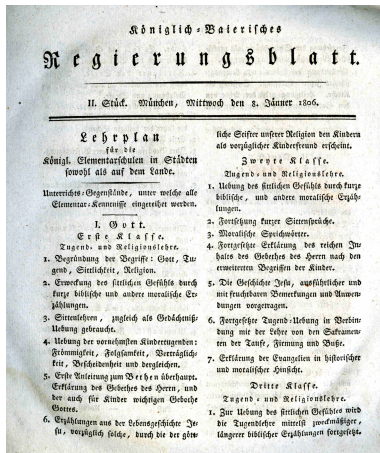 Königlich-Baierisches
Regierungsblatt.
II. Stück. München, Mittwoch den 8. Jänner 1806.
Lehrplan
für die
Königl. Elementarschulen in Städten
sowohl als auf dem Lande.
Unterrichts-Gegenstände, unter welche alle
Elementar-Kenntnisse eingereihet werden.
I. Gott.
Erste Klasse.
Tugend- und Religionslehre.
1. Begründung der Begriffe: Gott, Tu-
gend, Sittlichkeit, Religion.
2. Erweckung des sittlichen Gefühls durch
kurze biblische und andere moralische Er-
zählungen.
3. Sittenlehren, zugleich als Gedächtniß-
Uebung gebraucht.
4. Uebung der vornehmsten Kindertugenden:
Frömmigkeit, Folgsamkeit, Verträglich-
keit, Bescheidenheit und dergleichen.
5. Erste Anleitung zum Bethen überhaupt.
Erklärung des Gebethes des Herrn, und
der auch für Kinder wichtigen Gebothe
Gottes.
6. Erzählungen aus der Lebensgeschichte Je-
su, vorzüglich solche, durch die der gött-
liche Stifter unserer Religion den Kindern
als vorzüglicher Kinderfreund erscheint.
Zweyte Klasse.
Tugend- und Religionslehre.
1. Uebung des sittlichen Gefühls durch kurze
biblische, und andere moralische Erzäh-
lungen.
2. Fortsetzung kurzer Sittensprüche.
3. Moralische Sprichwörter.
4. Fortgesetzte Erklärung des reichen In-
halts des Gebethes des Herrn nach den
erweiterten Begriffen der Kinder.
5. Die Geschichte Jesu, ausführlicher und
mit fruchtbaren Bemerkungen und Anwen-
dungen vorgetragen.
6. Fortgesetzte Tugend-Uebung in Verbin-
dung mit der Lehre von den Sakramen-
ten der Taufe, Firmung und Buße.
7. Erklärung der Evangelien in historischer
und moralischer Hinsicht.
Dritte Klasse.
Tugend- und Religionslehre.
1. Zur Uebung des sittlichen Gefühles wird
die Tugendlehre mittelst zweckmäßiger,
längerer biblischer Erzählungen fortgesetzt.